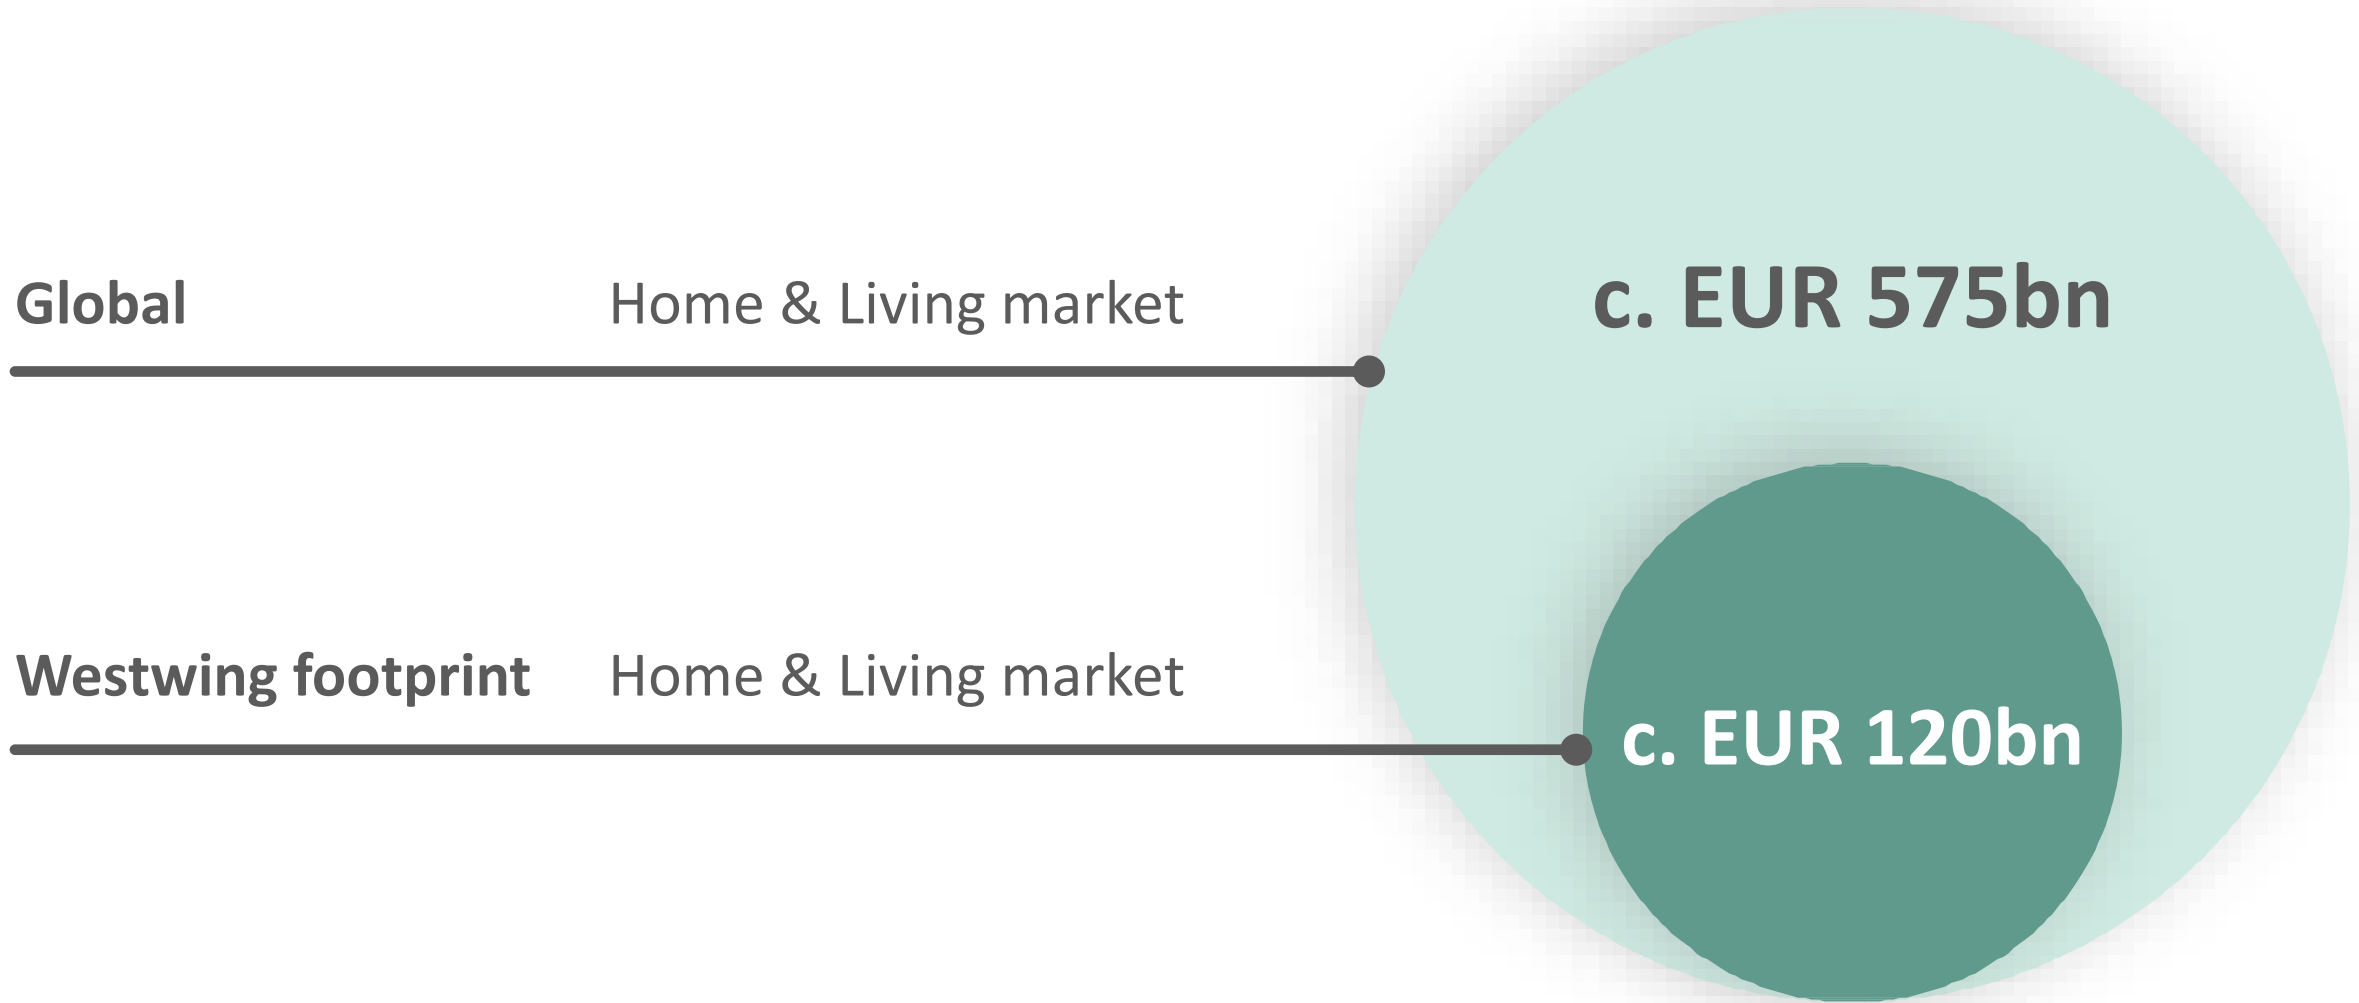 Global Home & Living market c. EUR 575bn
Westwing footprint Home & Living market c. EUR 120bn